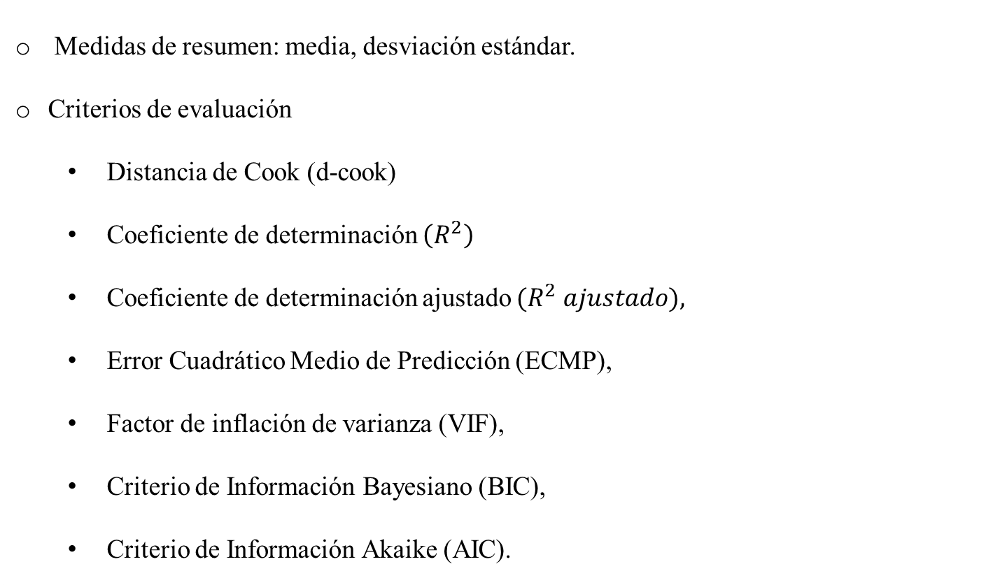 o Medidas de resumen: media, desviación estándar.
o Criterios de evaluación
• Distancia de Cook (d-cook)
• Coeficiente de determinación (𝑅²)
• Coeficiente de determinación ajustado (𝑅² 𝑎𝑗𝑢𝑠𝑡𝑎𝑑𝑜),
• Error Cuadrático Medio de Predicción (ECMP),
• Factor de inflación de varianza (VIF),
• Criterio de Información Bayesiano (BIC),
• Criterio de Información Akaike (AIC).